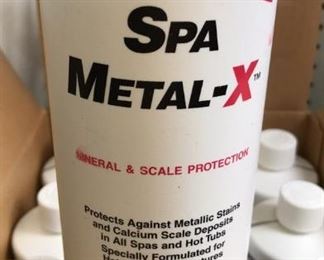 SPA
METAL-X™
MINERAL & SCALE PROTECTION
Protects Against Metallic Stains
and Calcium Scale Deposits
in All Spas and Hot Tubs
Specially Formulated for